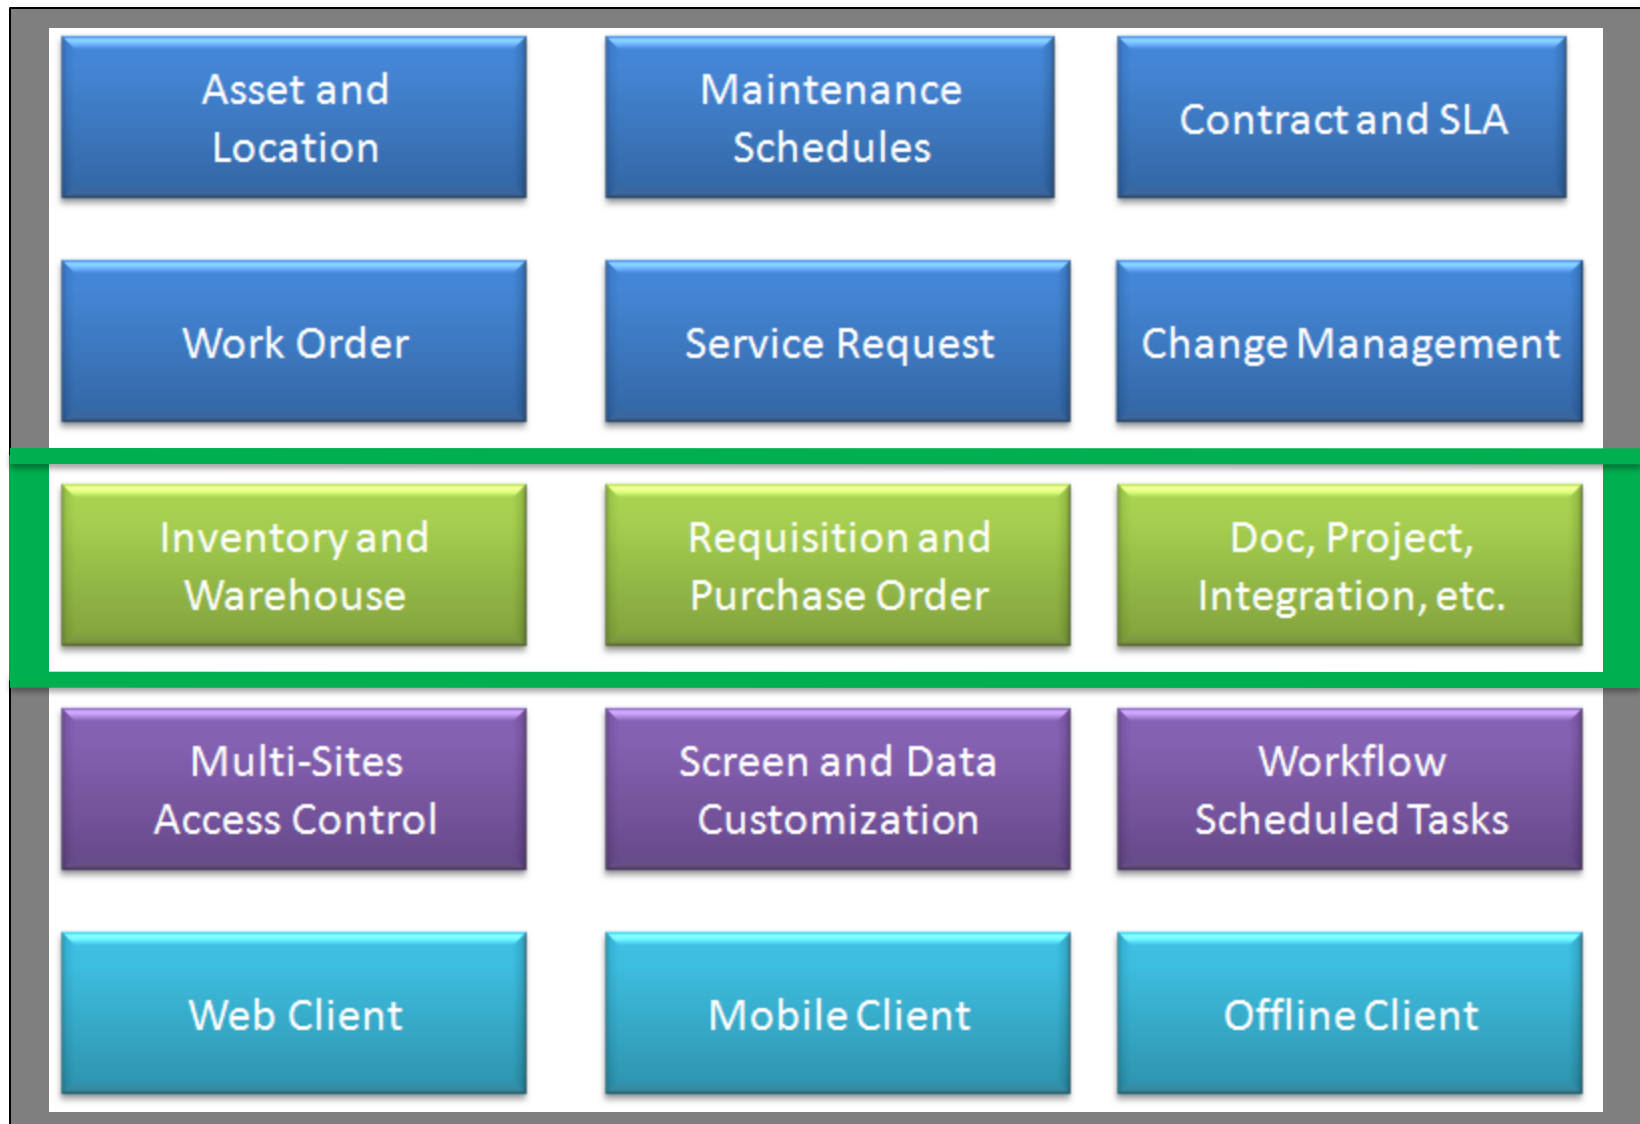 Asset and
Location
Maintenance
Schedules
Contract and SLA
Work Order
Service Request
Change Management
Inventory and
Warehouse
Requisition and
Purchase Order
Doc, Project,
Integration, etc.
Multi-Sites
Access Control
Screen and Data
Customization
Workflow
Scheduled Tasks
Web Client
Mobile Client
Offline Client